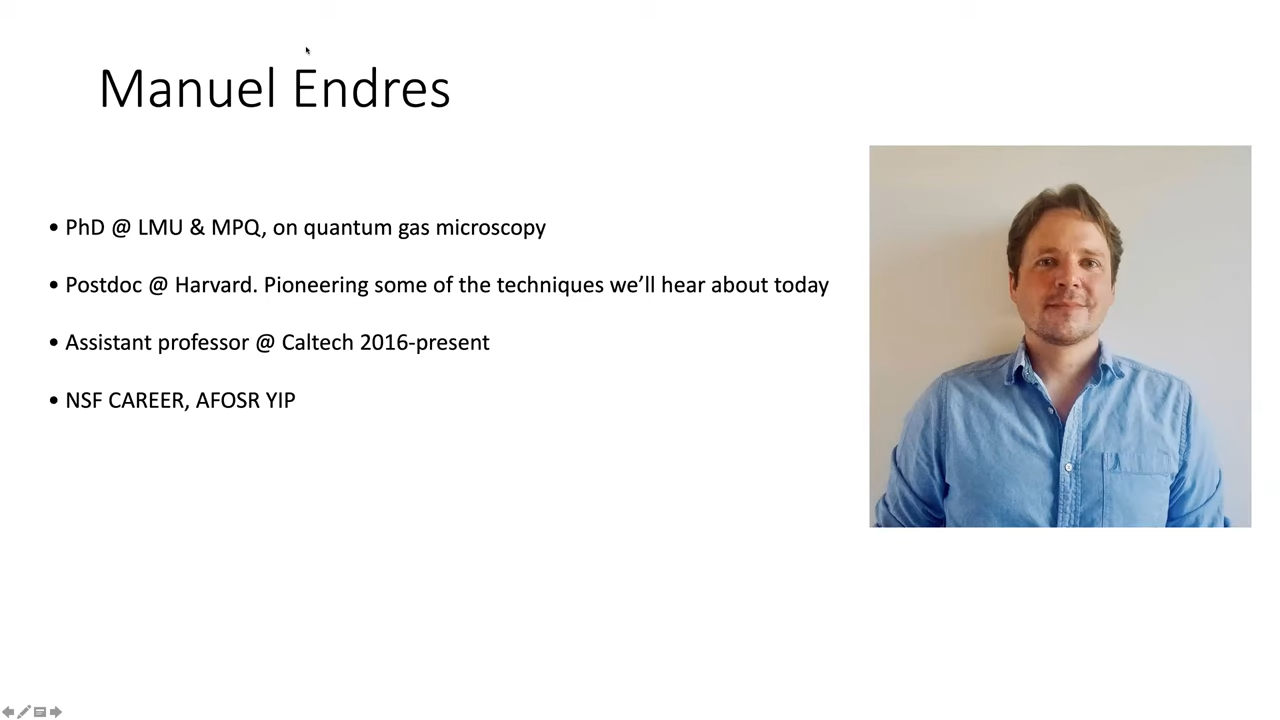 Manuel Endres
• PhD @ LMU & MPQ, on quantum gas microscopy
• Postdoc @ Harvard. Pioneering some of the techniques we’ll hear about today
• Assistant professor @ Caltech 2016-present
• NSF CAREER, AFOSR YIP